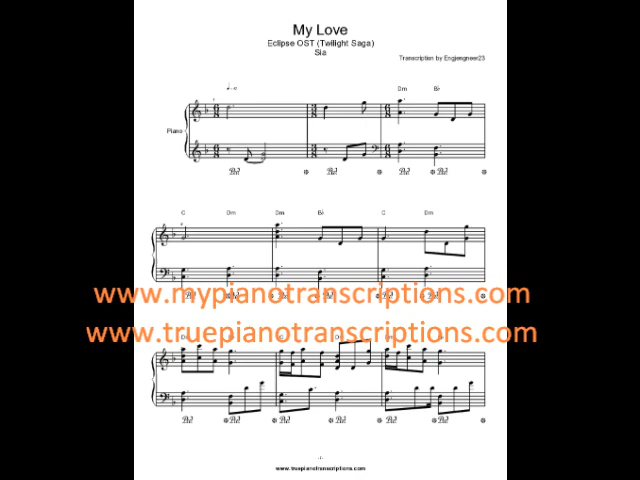 My Love
Eclipse OST (Twilight Saga)
Sia
Transcription by Engjengneer23
Dm B♭
Piano
C Dm Dm B♭ C Dm
www.mypianotranscriptions.com
www.truepianotranscriptions.com
-1-
www.truepianotranscriptions.com